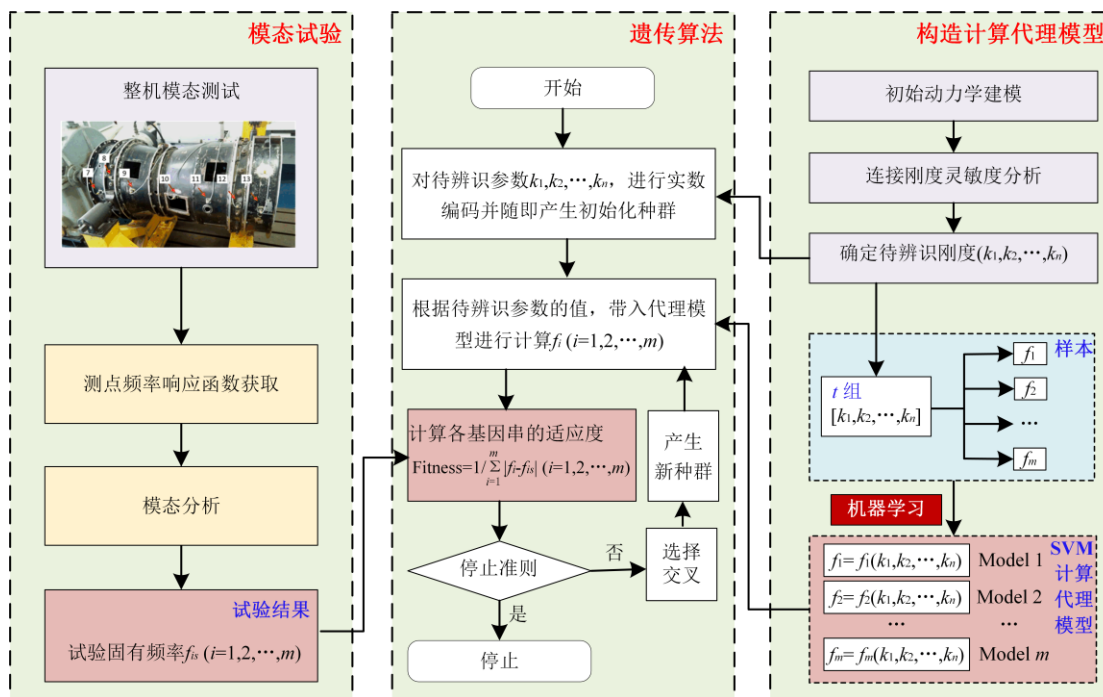 模态试验
整机模态测试
7
8
9
10
11
12
13
测点频率响应函数获取
模态分析
试验结果
试验固有频率fis (i=1,2,…,m)
遗传算法
开始
对待辨识参数k1,k2,…,kn，进行实数
编码并随即产生初始化种群
根据待辨识参数的值，带入代理模
型进行计算fi (i=1,2,…,m)
计算各基因串的适应度
Fitness=1/∑|fi-fis| (i=1,2,…,m)
m
i=1
产生
新种群
停止准则
否
选择
交叉
是
停止
构造计算代理模型
初始动力学建模
连接刚度灵敏度分析
确定待辨识刚度(k1,k2,…,kn)
样本
t 组
[k1,k2,…,kn]
f1
f2
…
fm
机器学习
SVM
计算
代理
模型
f1= f1(k1,k2,…,kn) Model 1
f2= f2(k1,k2,…,kn) Model 2
… …
fm= fm(k1,k2,…,kn) Model m